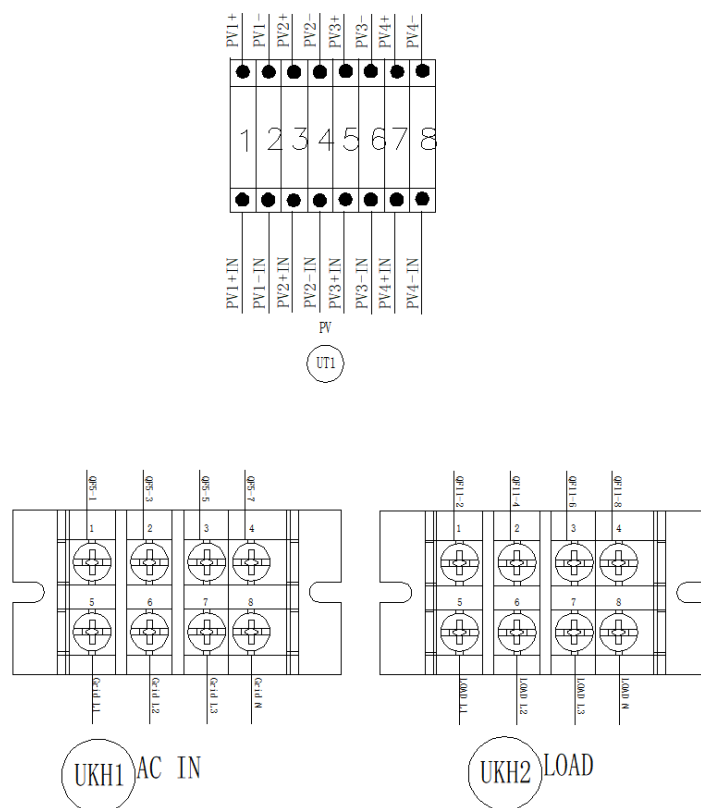 PV1+ PV1- PV2+ PV2- PV3+ PV3- PV4+ PV4-
1 2 3 4 5 6 7 8
PV1+IN PV1-IN PV2+IN PV2-IN PV3+IN PV3-IN PV4+IN PV4-IN
PV
UT1
QF5-1 QF5-3 QF5-5 QF5-7
1 2 3 4
5 6 7 8
Grid L1 Grid L2 Grid L3 Grid N
UKH1 AC IN
QF11-2 QF11-4 QF11-6 QF11-8
1 2 3 4
5 6 7 8
LOAD L1 LOAD L2 LOAD L3 LOAD N
UKH2 LOAD